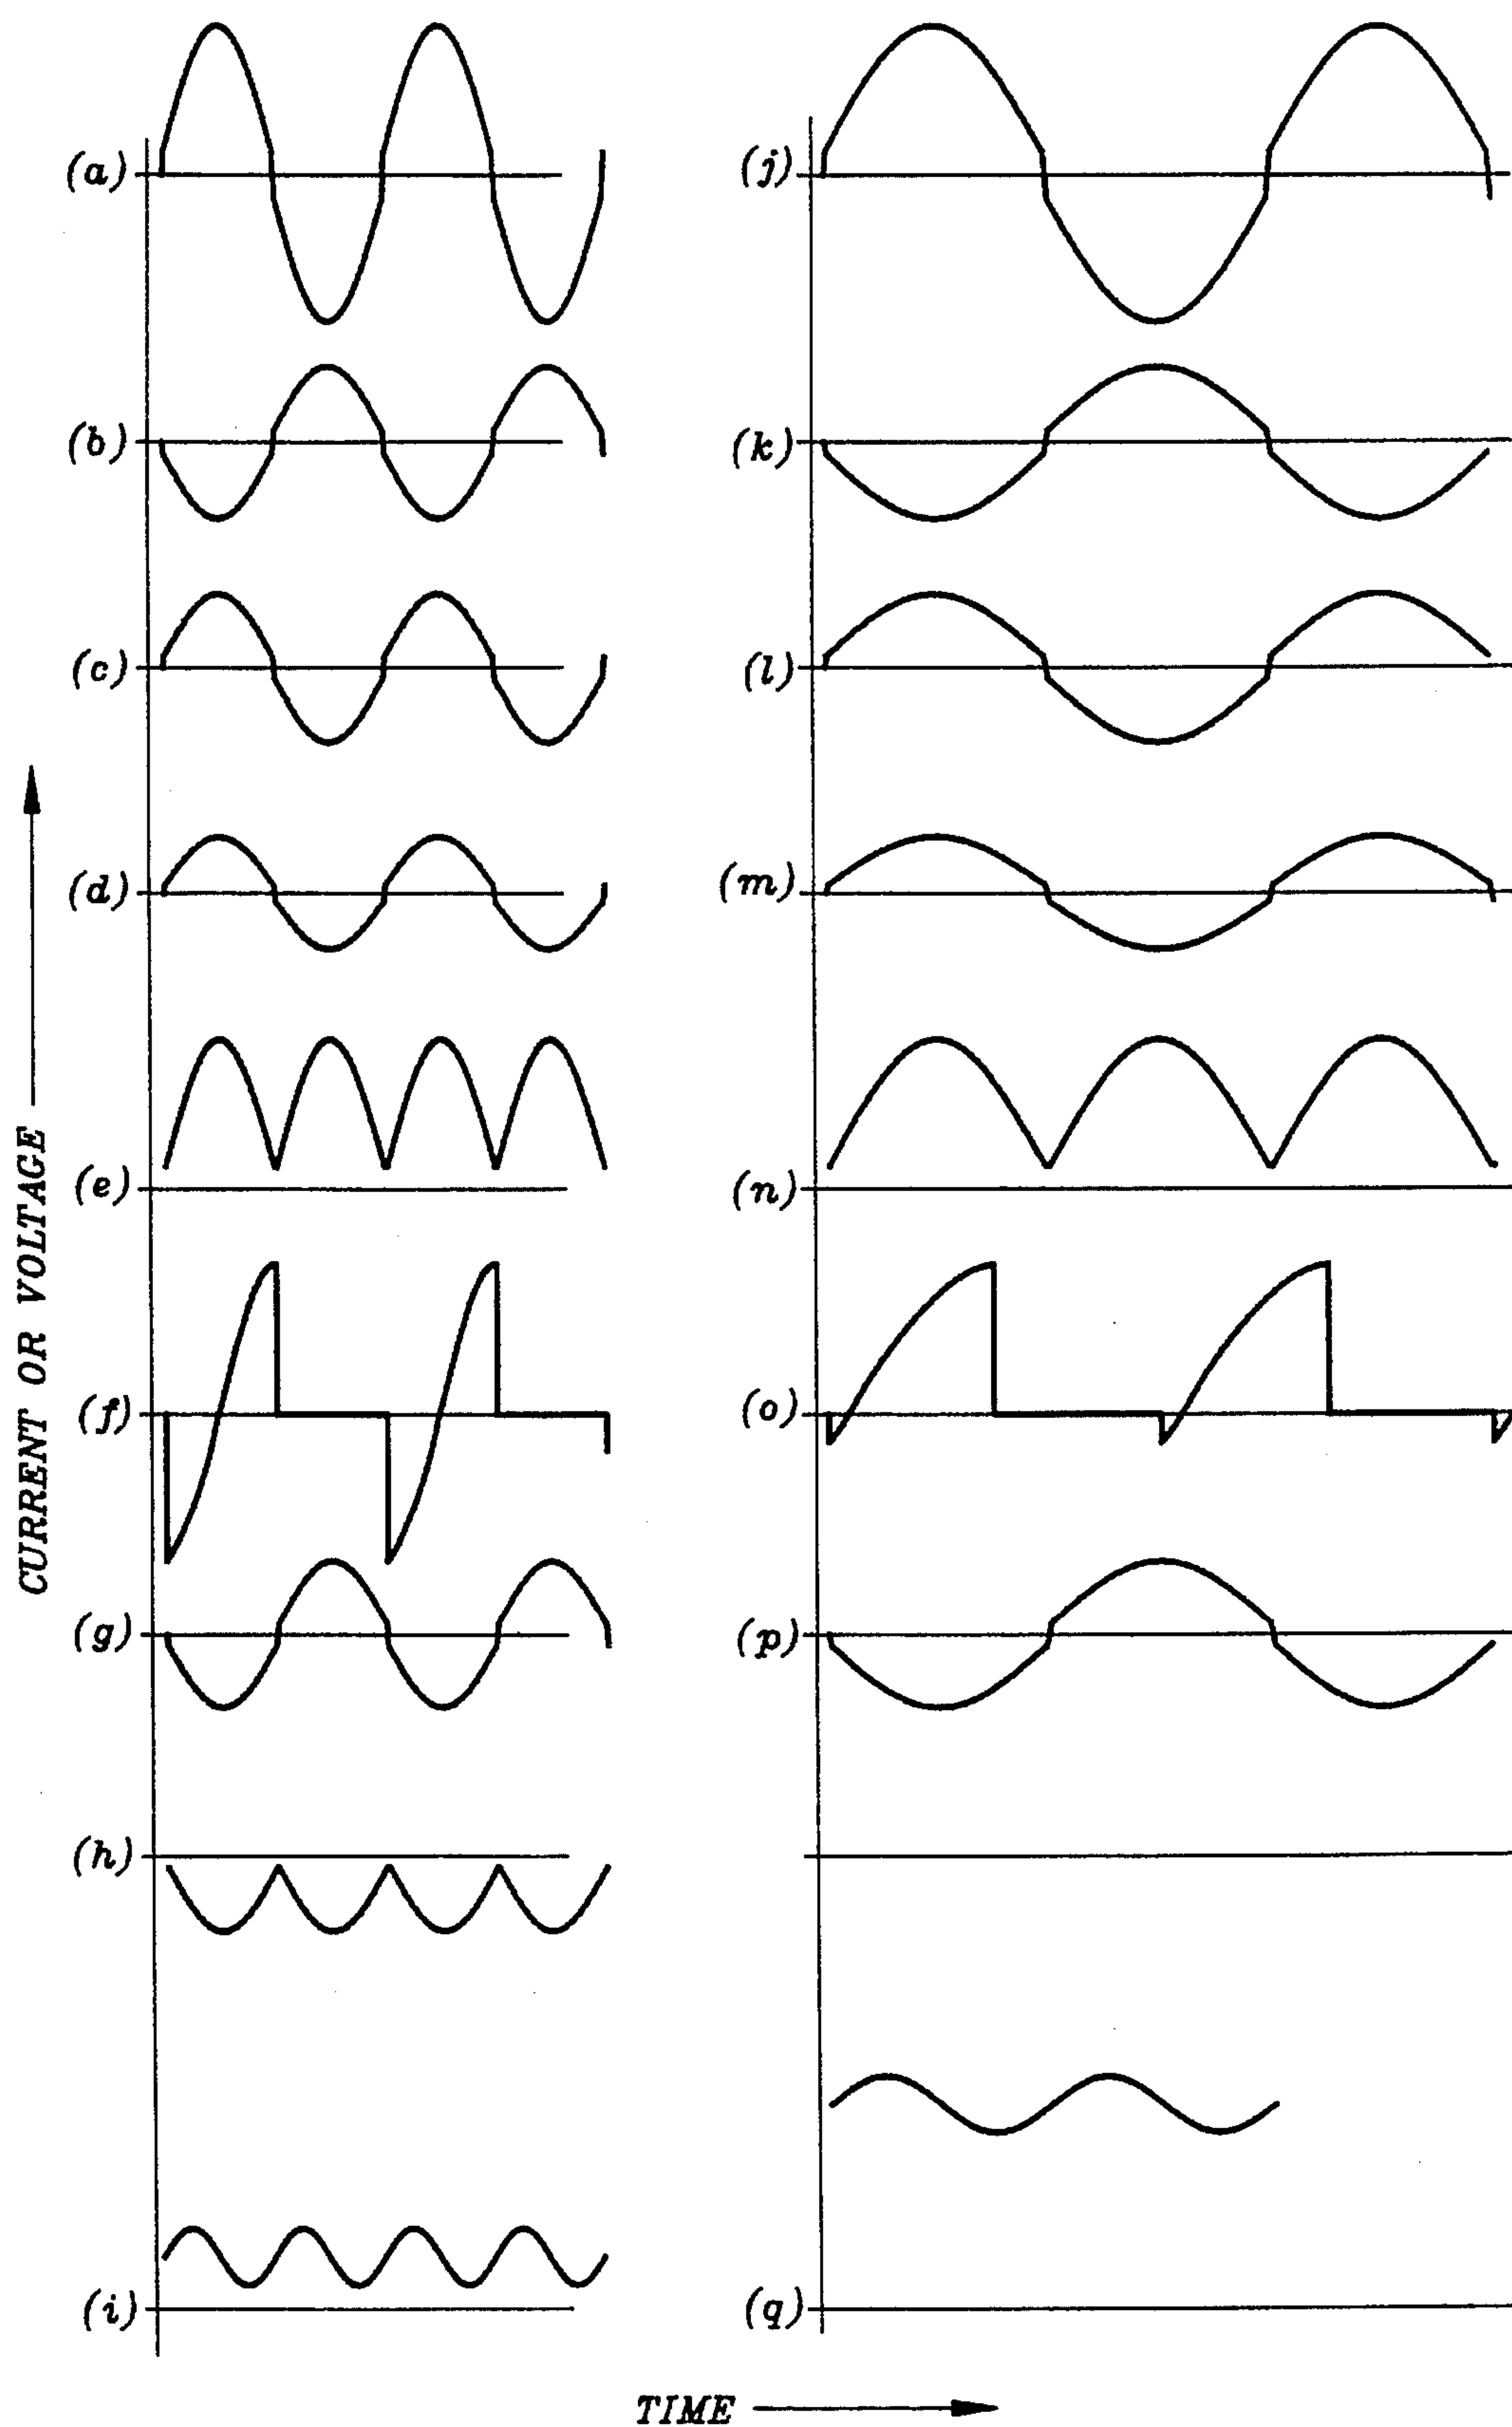 (a)
(j)
(b)
(k)
(c)
(l)
(d)
(m)
(e)
(n)
(f)
(o)
(g)
(p)
(h)
(i)
(q)
CURRENT OR VOLTAGE
TIME